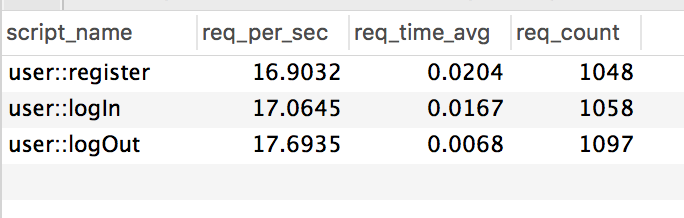 script_name req_per_sec req_time_avg req_count
user::register 16.9032 0.0204 1048
user::logIn 17.0645 0.0167 1058
user::logOut 17.6935 0.0068 1097